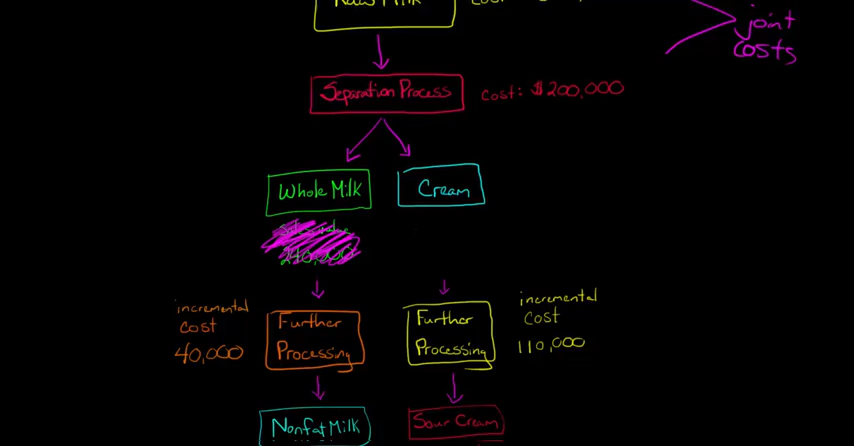 Raw Milk
joint
costs
Separation Process
cost: $200,000
Whole Milk
Cream
incremental
cost
40,000
Further
Processing
Further
Processing
incremental
cost
110,000
Nonfat Milk
Sour Cream